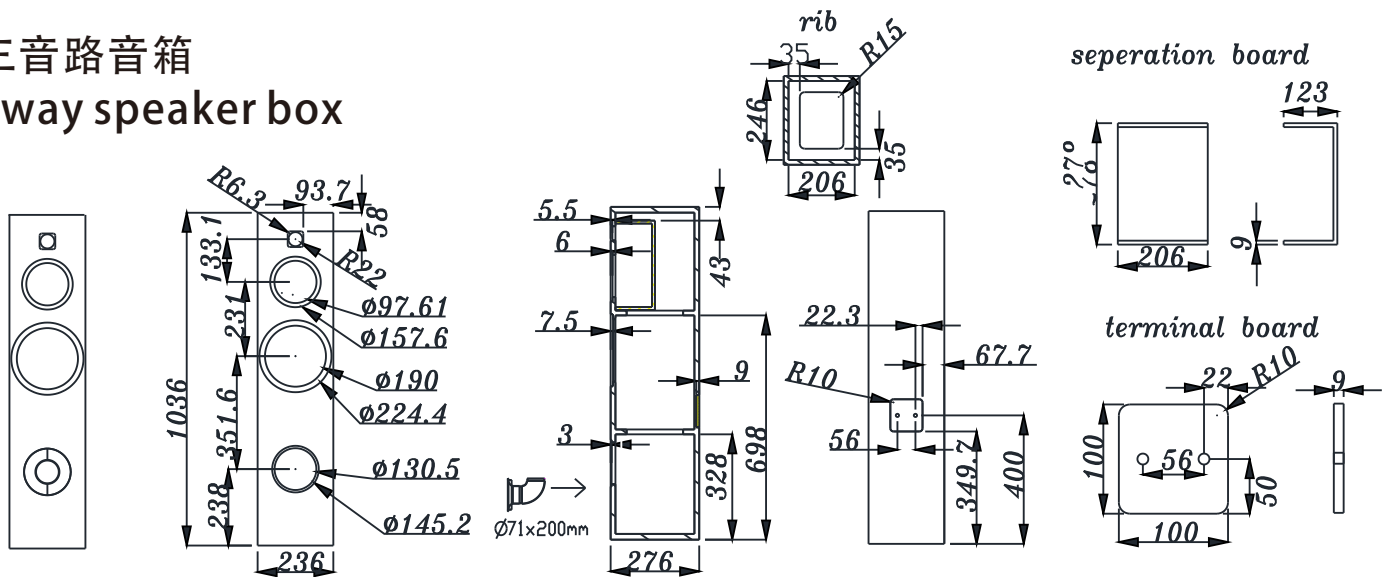 三音路音箱
way speaker box
R6.3
93.7
58
133.1
R22
231
ø97.61
ø157.6
1036
ø190
ø224.4
351.6
ø130.5
238
ø145.2
236
5.5
6
43
7.5
9
3
698
328
Ø71x200mm
276
rib
35
R15
246
35
206
22.3
67.7
R10
56
349.7
400
seperation board
123
9
206
terminal board
22
R10
9
100
56
50
100